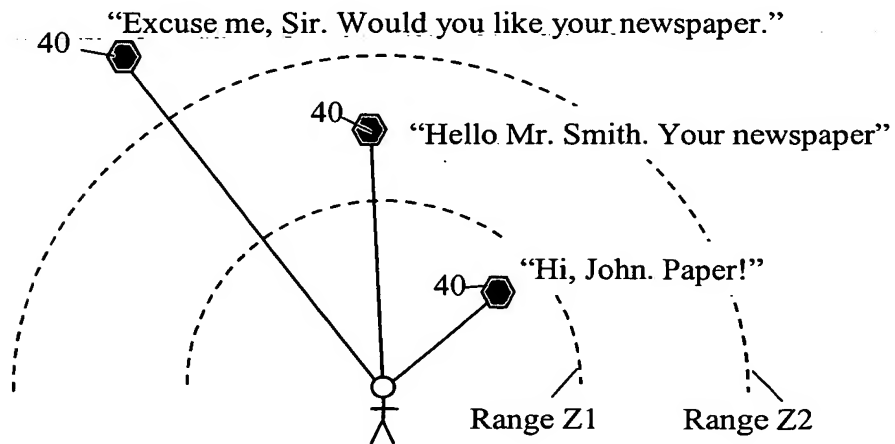 “Excuse me, Sir. Would you like your newspaper.”
40
40
“Hello Mr. Smith. Your newspaper”
“Hi, John. Paper!”
40
Range Z1
Range Z2